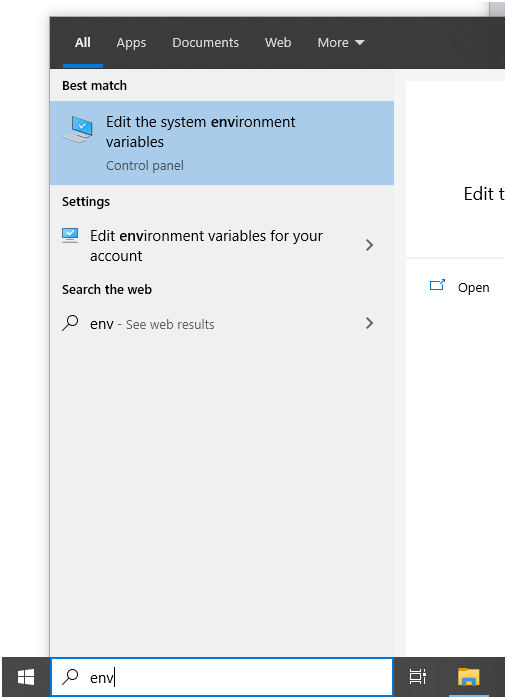 All Apps Documents Web More
Best match
Edit the system environment
variables
Control panel
Edit t
Settings
Edit environment variables for your
account
Open
Search the web
env - See web results
env